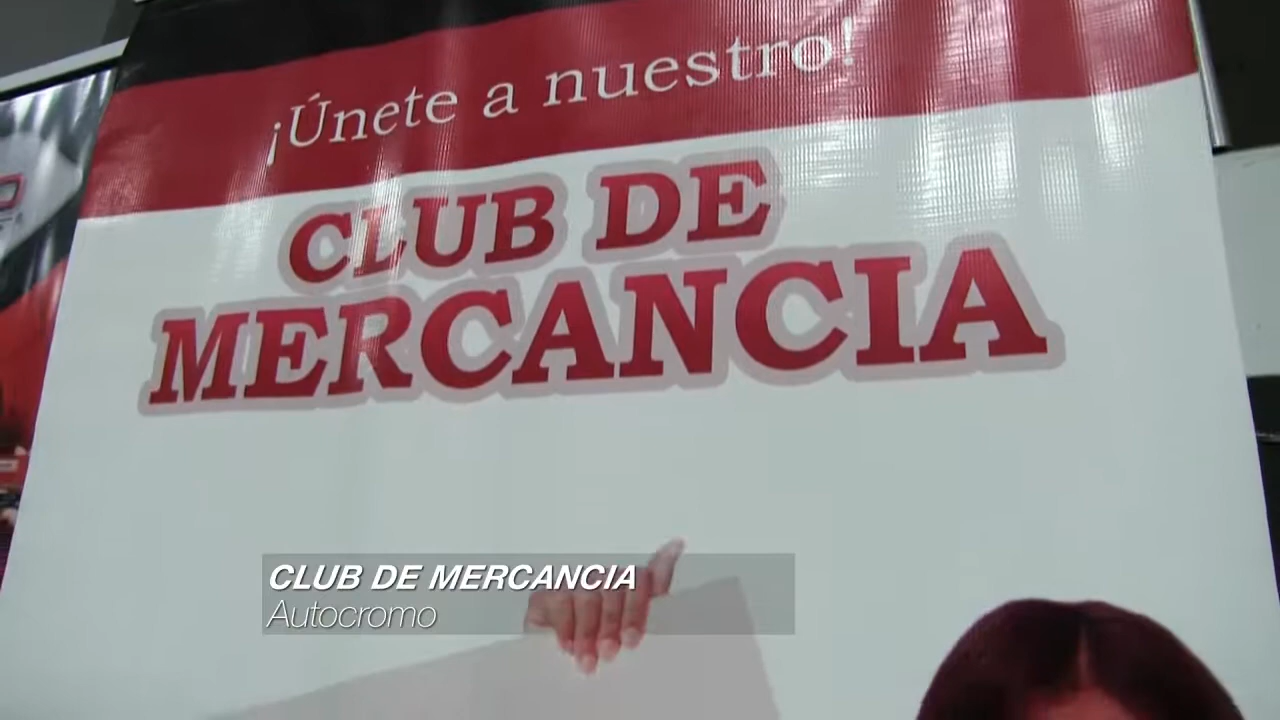 ¡Únete a nuestro!
CLUB DE
MERCANCIA
CLUB DE MERCANCIA
Autocromo